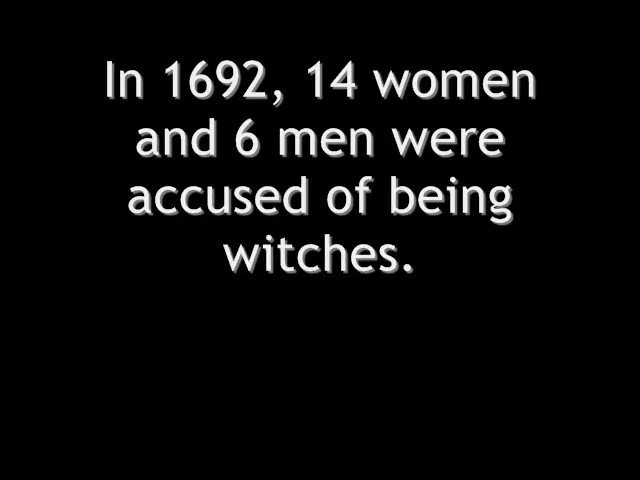 In 1692, 14 women
and 6 men were
accused of being
witches.